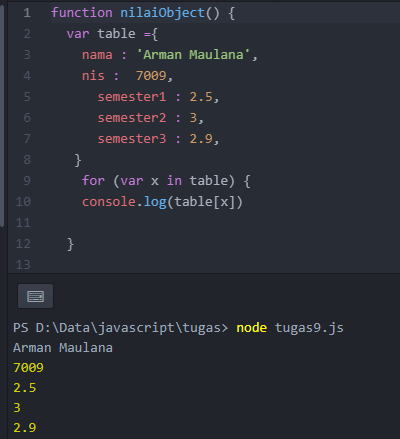 1 function nilaiObject() {
2 var table ={
3 nama : 'Arman Maulana',
4 nis :  7009,
5 semester1 : 2.5,
6 semester2 : 3,
7 semester3 : 2.9,
8 }
9 for (var x in table) {
10 console.log(table[x])
11
12 }
13
PS D:\Data\javascript\tugas> node tugas9.js
Arman Maulana
7009
2.5
3
2.9